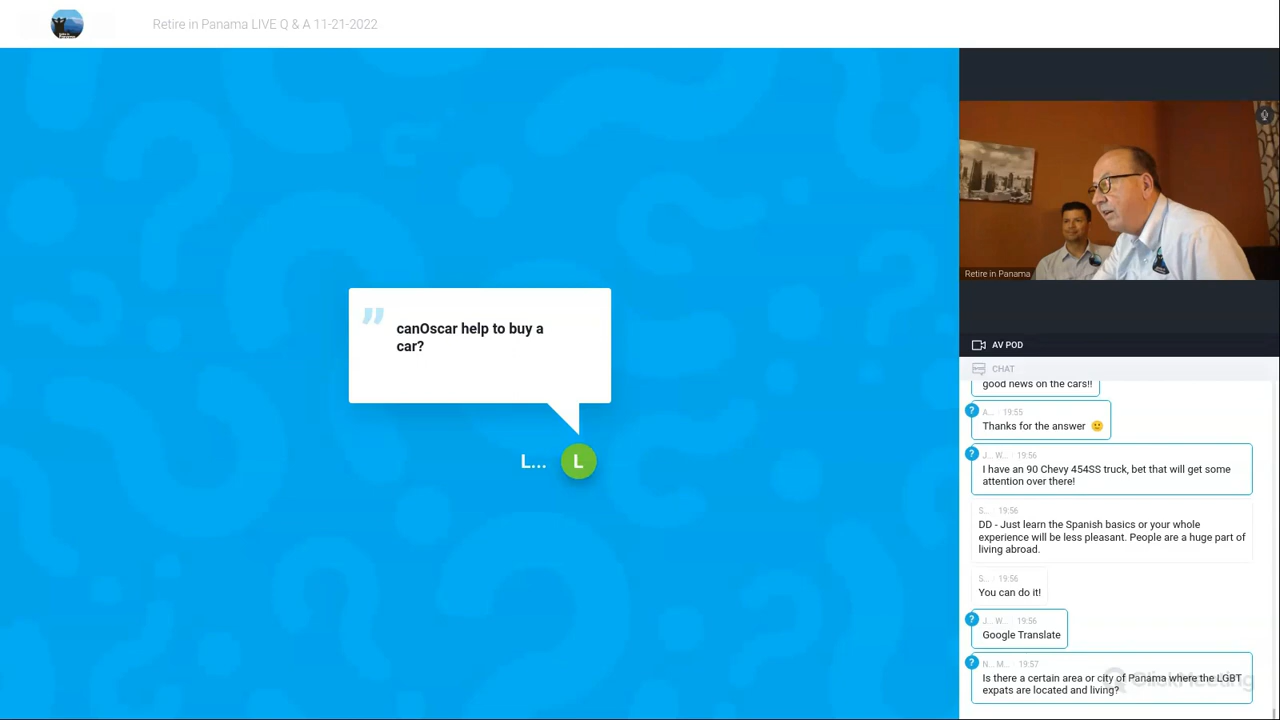 Retire in Panama LIVE Q & A 11-21-2022
canOscar help to buy a
car?
L...
L
Retire in Panama
AV POD
CHAT
good news on the cars!!
A... 19:55
Thanks for the answer 🙂
J... W... 19:56
I have an 90 Chevy 454SS truck, bet that will get some
attention over there!
S... 19:56
DD - Just learn the Spanish basics or your whole
experience will be less pleasant. People are a huge part of
living abroad.
S... 19:56
You can do it!
J... W... 19:56
Google Translate
N... M... 19:57
Is there a certain area or city of Panama where the LGBT
expats are located and living?
ClickMeeting